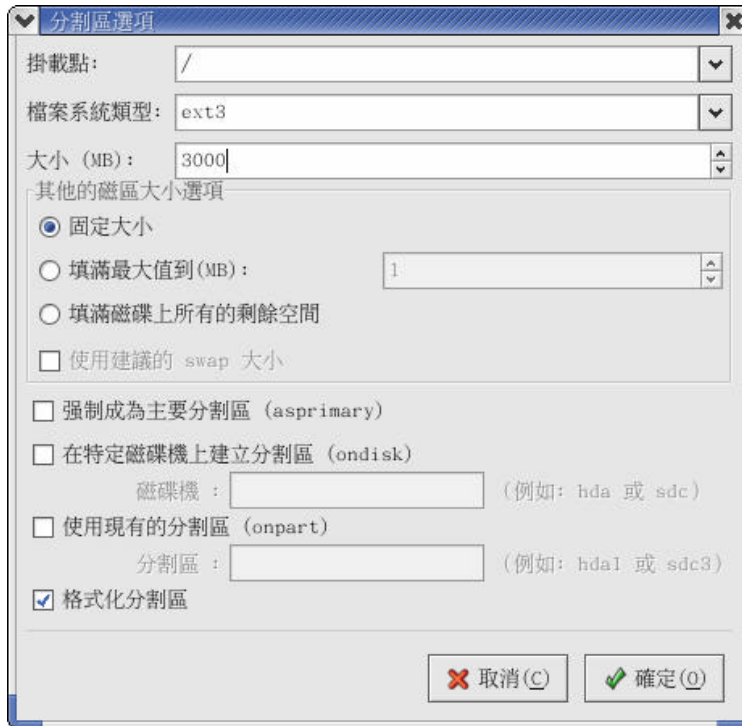 分割區選項
掛載點: /
檔案系統類型: ext3
大小 (MB): 3000
其他的磁區大小選項
固定大小
填滿最大值到(MB): 1
填滿磁碟上所有的剩餘空間
使用建議的 swap 大小
强制成為主要分割區 (asprimary)
在特定磁碟機上建立分割區 (ondisk)
磁碟機 : (例如: hda 或 sdc)
使用現有的分割區 (onpart)
分割區 : (例如: hda1 或 sdc3)
格式化分割區
取消(C) 確定(O)